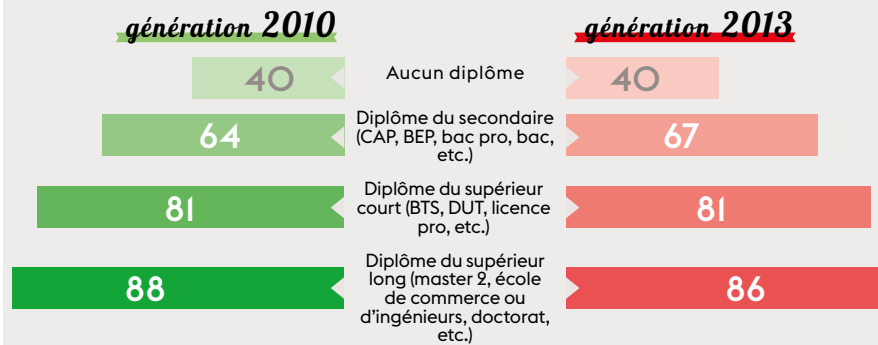 génération 2010
génération 2013
40
Aucun diplôme
40
64
Diplôme du secondaire
(CAP, BEP, bac pro, bac,
etc.)
67
81
Diplôme du supérieur
court (BTS, DUT, licence
pro, etc.)
81
88
Diplôme du supérieur
long (master 2, école
de commerce ou
d'ingénieurs, doctorat,
etc.)
86